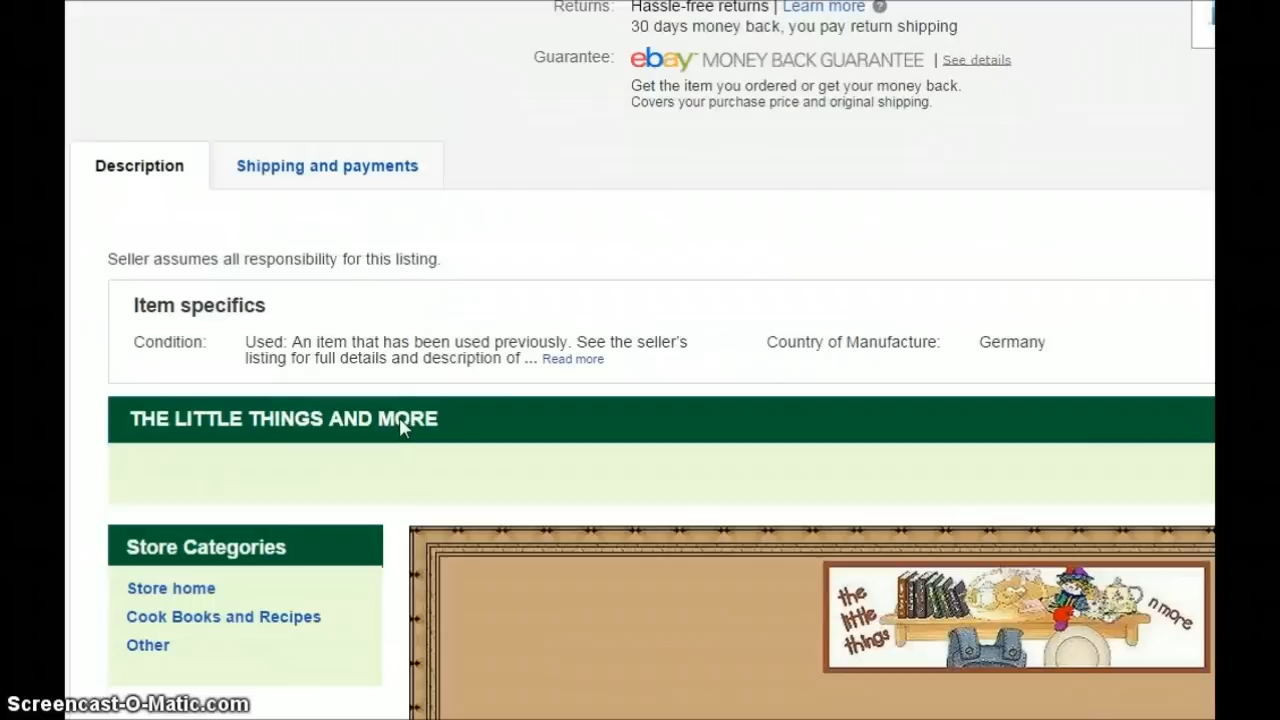 Returns: Hassle-free returns | Learn more ?
30 days money back, you pay return shipping
Guarantee: ebay MONEY BACK GUARANTEE | See details
Get the item you ordered or get your money back.
Covers your purchase price and original shipping.
Description Shipping and payments
Seller assumes all responsibility for this listing.
Item specifics
Condition: Used: An item that has been used previously. See the seller's Country of Manufacture: Germany
listing for full details and description of ... Read more
THE LITTLE THINGS AND MORE
Store Categories
Store home
Cook Books and Recipes
Other
the
little
things
n more
Screencast-O-Matic.com